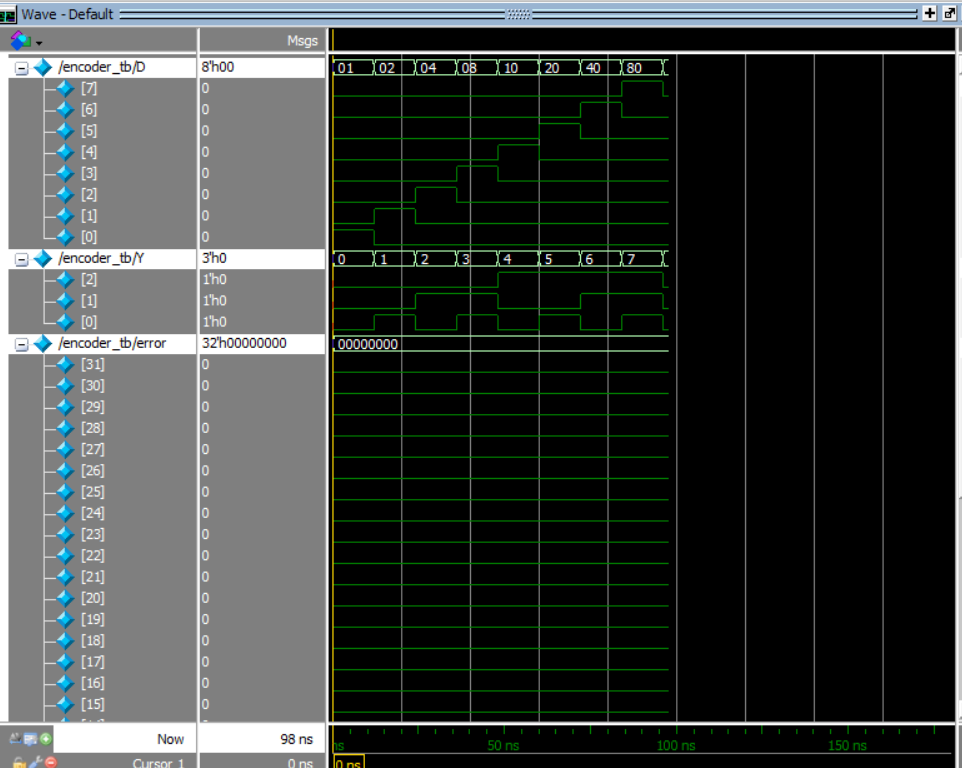 Wave - Default
Msgs
/encoder_tb/D 8'h00 01 02 04 08 10 20 40 80
[7] 0
[6] 0
[5] 0
[4] 0
[3] 0
[2] 0
[1] 0
[0] 0
/encoder_tb/Y 3'h0 0 1 2 3 4 5 6 7
[2] 1'h0
[1] 1'h0
[0] 1'h0
/encoder_tb/error 32'h00000000 00000000
[31] 0
[30] 0
[29] 0
[28] 0
[27] 0
[26] 0
[25] 0
[24] 0
[23] 0
[22] 0
[21] 0
[20] 0
[19] 0
[18] 0
[17] 0
[16] 0
[15] 0
Now 98 ns ns 50 ns 100 ns 150 ns
Cursor 1 0 ns 0 ns